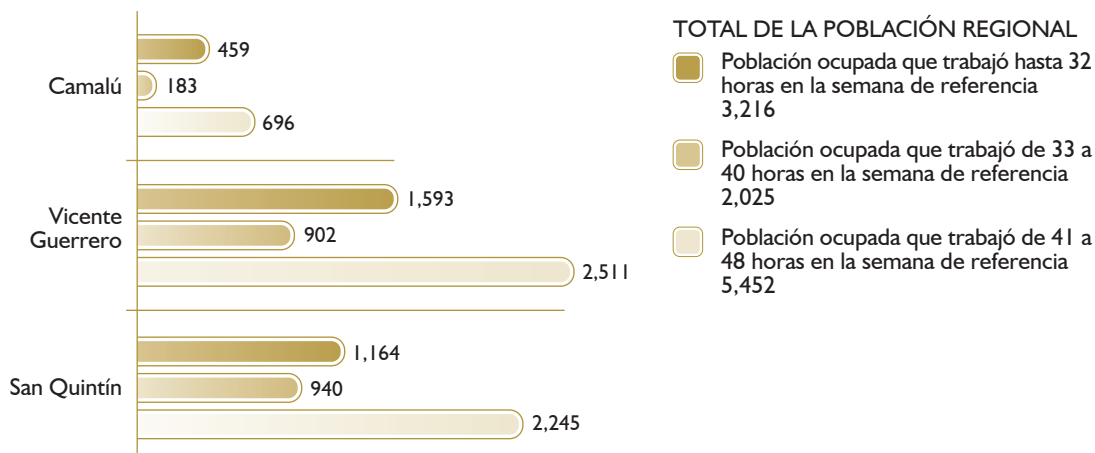 TOTAL DE LA POBLACIÓN REGIONAL
Población ocupada que trabajó hasta 32
horas en la semana de referencia
3,216
Población ocupada que trabajó de 33 a
40 horas en la semana de referencia
2,025
Población ocupada que trabajó de 41 a
48 horas en la semana de referencia
5,452
Camalú
459
183
696
Vicente
Guerrero
1,593
902
2,511
San Quintín
1,164
940
2,245